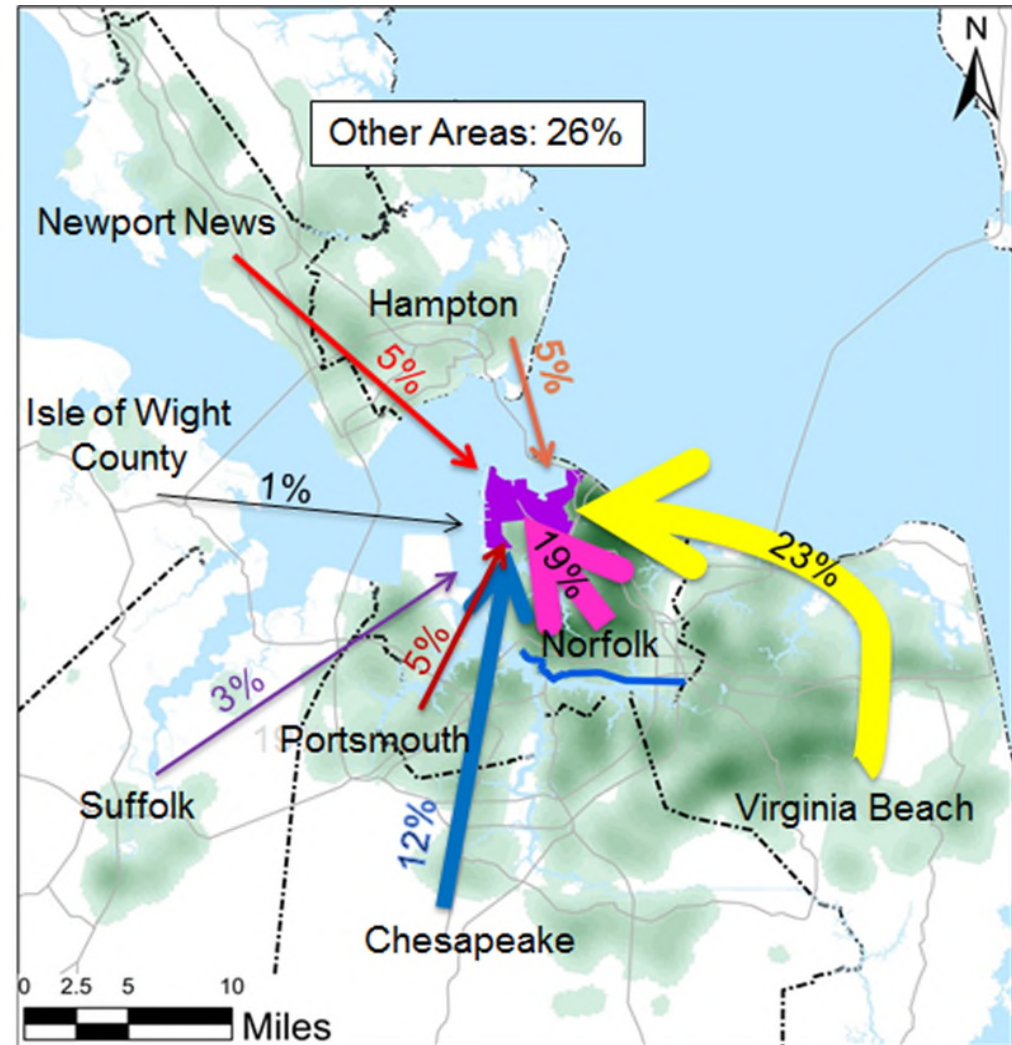 N
Other Areas: 26%
Newport News
Hampton
5%
5%
Isle of Wight
County
1%
23%
19%
Norfolk
5%
3%
Portsmouth
Suffolk
Virginia Beach
12%
Chesapeake
0 2.5 5 10
Miles